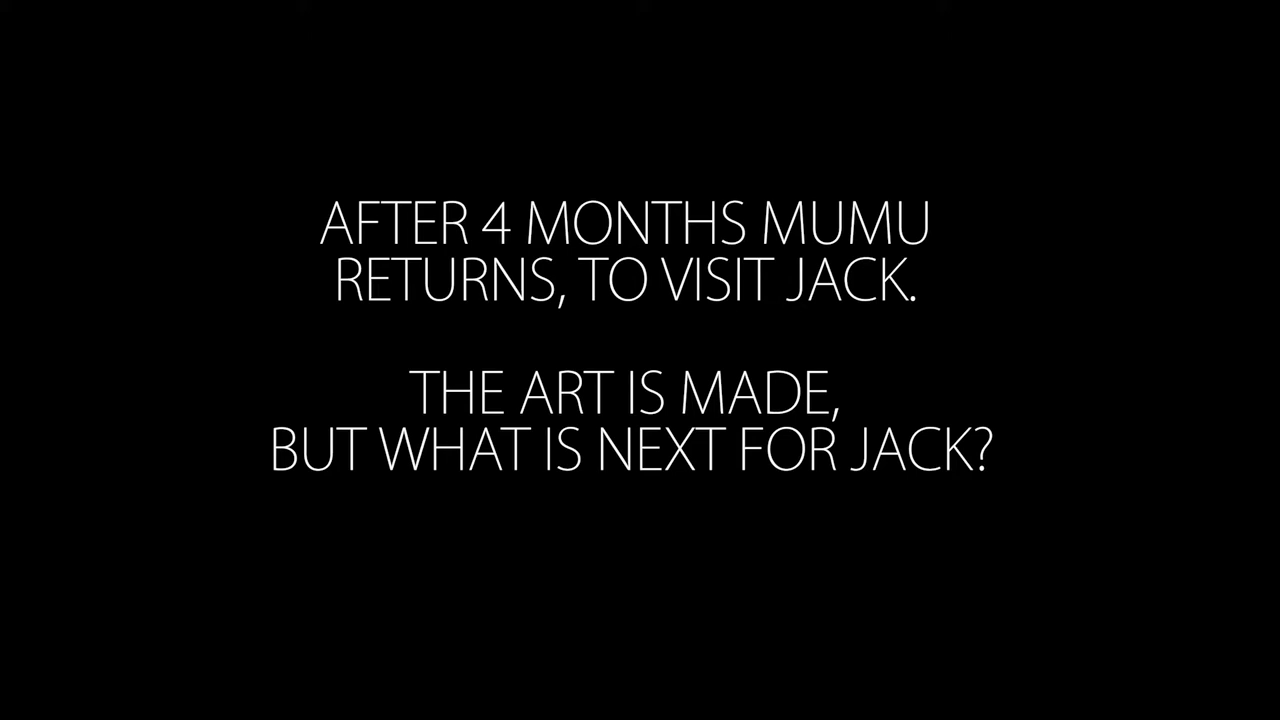 AFTER 4 MONTHS MUMU
RETURNS, TO VISIT JACK.
THE ART IS MADE,
BUT WHAT IS NEXT FOR JACK?